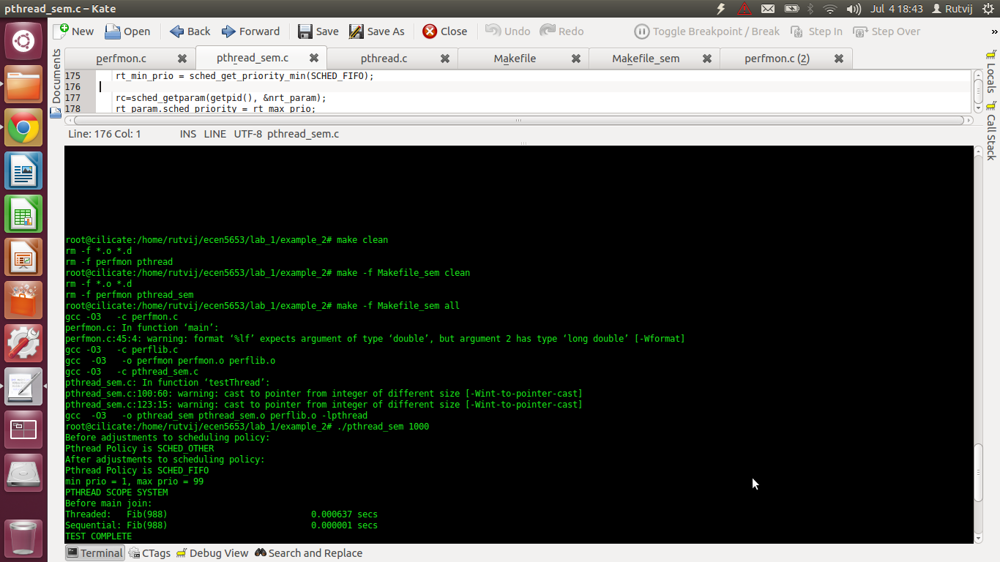 pthread_sem.c – Kate
Jul 4 18:43
Rutvij
New
Open
Back
Forward
Save
Save As
Close
Undo
Redo
Toggle Breakpoint / Break
Step In
Step Over
»
Documents
perfmon.c
pthread_sem.c
pthread.c
Makefile
Makefile_sem
perfmon.c (2)
Locals
Call Stack
175 rt_min_prio = sched_get_priority_min(SCHED_FIFO);
176
177 rc=sched_getparam(getpid(), &nrt_param);
178 rt_param.sched_priority = rt_max_prio;
Line: 176 Col: 1 INS LINE UTF-8 pthread_sem.c
root@cilicate:/home/rutvij/ecen5653/lab_1/example_2# make clean
rm -f *.o *.d
rm -f perfmon pthread
root@cilicate:/home/rutvij/ecen5653/lab_1/example_2# make -f Makefile_sem clean
rm -f *.o *.d
rm -f perfmon pthread_sem
root@cilicate:/home/rutvij/ecen5653/lab_1/example_2# make -f Makefile_sem all
gcc -O3   -c perfmon.c
perfmon.c: In function ‘main’:
perfmon.c:45:4: warning: format ‘%lf’ expects argument of type ‘double’, but argument 2 has type ‘long double’ [-Wformat]
gcc -O3   -c perflib.c
gcc  -O3   -o perfmon perfmon.o perflib.o
gcc -O3   -c pthread_sem.c
pthread_sem.c: In function ‘testThread’:
pthread_sem.c:100:60: warning: cast to pointer from integer of different size [-Wint-to-pointer-cast]
pthread_sem.c:123:15: warning: cast to pointer from integer of different size [-Wint-to-pointer-cast]
gcc  -O3   -o pthread_sem pthread_sem.o perflib.o -lpthread
root@cilicate:/home/rutvij/ecen5653/lab_1/example_2# ./pthread_sem 1000
Before adjustments to scheduling policy:
Pthread Policy is SCHED_OTHER
After adjustments to scheduling policy:
Pthread Policy is SCHED_FIFO
min prio = 1, max prio = 99
PTHREAD SCOPE SYSTEM
Before main join:
Threaded:   Fib(988)                            0.000637 secs
Sequential: Fib(988)                            0.000001 secs
TEST COMPLETE
Terminal
CTags
Debug View
Search and Replace